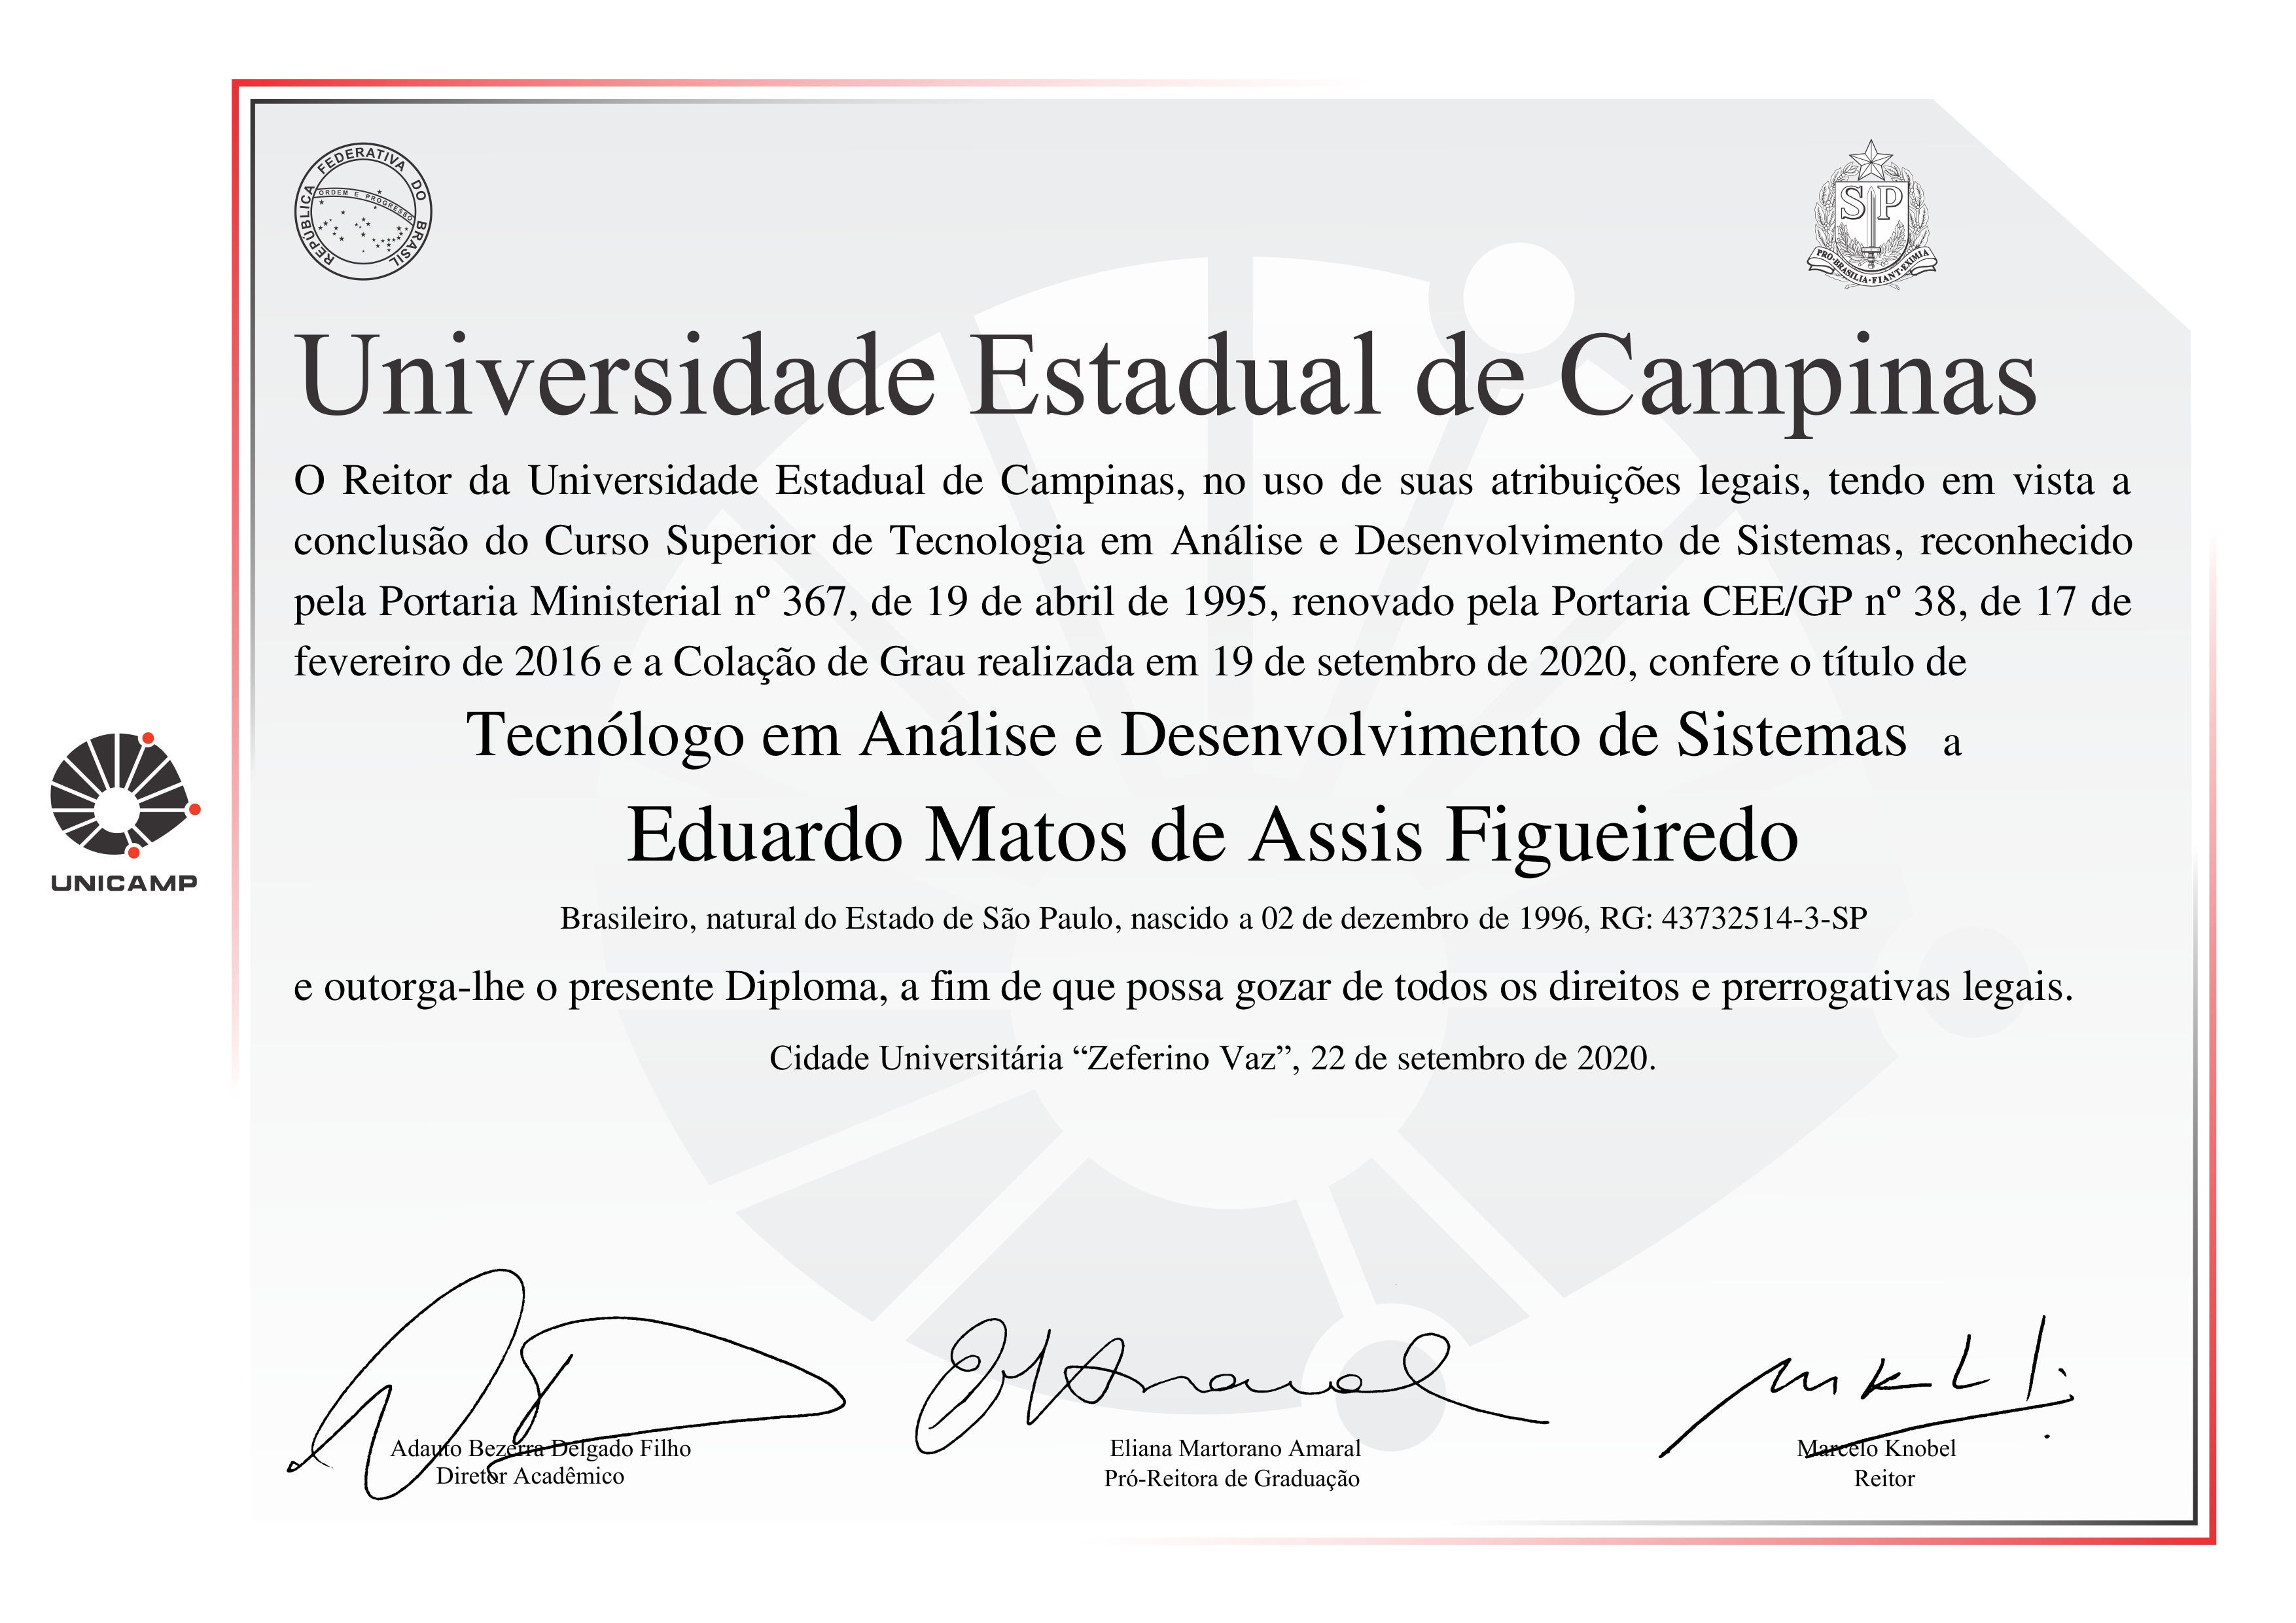 REPÚBLICA FEDERATIVA DO BRASIL
ORDEM E PROGRESSO
SP
PRO·BRASILIA·FIANT·EXIMIA
Universidade Estadual de Campinas
O Reitor da Universidade Estadual de Campinas, no uso de suas atribuições legais, tendo em vista a
conclusão do Curso Superior de Tecnologia em Análise e Desenvolvimento de Sistemas, reconhecido
pela Portaria Ministerial nº 367, de 19 de abril de 1995, renovado pela Portaria CEE/GP nº 38, de 17 de
fevereiro de 2016 e a Colação de Grau realizada em 19 de setembro de 2020, confere o título de
Tecnólogo em Análise e Desenvolvimento de Sistemas a
Eduardo Matos de Assis Figueiredo
UNICAMP
Brasileiro, natural do Estado de São Paulo, nascido a 02 de dezembro de 1996, RG: 43732514-3-SP
e outorga-lhe o presente Diploma, a fim de que possa gozar de todos os direitos e prerrogativas legais.
Cidade Universitária “Zeferino Vaz”, 22 de setembro de 2020.
Adauto Bezerra Delgado Filho
Diretor Acadêmico
Eliana Martorano Amaral
Pró-Reitora de Graduação
Marcelo Knobel
Reitor